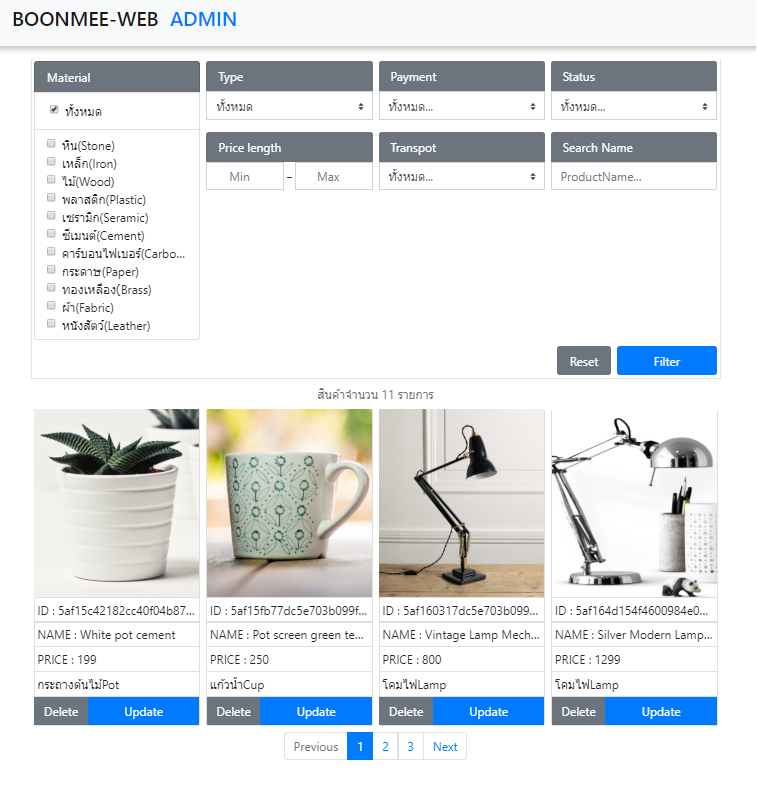 BOONMEE-WEB ADMIN
Material
ทั้งหมด
หิน(Stone)
เหล็ก(Iron)
ไม้(Wood)
พลาสติก(Plastic)
เซรามิก(Seramic)
ซีเมนต์(Cement)
คาร์บอนไฟเบอร์(Carbo...
กระดาษ(Paper)
ทองเหลือง(Brass)
ผ้า(Fabric)
หนังสัตว์(Leather)
Type
ทั้งหมด
Payment
ทั้งหมด...
Status
ทั้งหมด...
Price length
Min – Max
Transpot
ทั้งหมด...
Search Name
ProductName...
Reset Filter
สินค้าจำนวน 11 รายการ
ID : 5af15c42182cc40f04b87...
NAME : White pot cement
PRICE : 199
กระถางต้นไม้Pot
Delete Update
ID : 5af15fb77dc5e703b099f...
NAME : Pot screen green te...
PRICE : 250
แก้วน้ำCup
Delete Update
ID : 5af160317dc5e703b099...
NAME : Vintage Lamp Mech...
PRICE : 800
โคมไฟLamp
Delete Update
ID : 5af164d154f4600984e0...
NAME : Silver Modern Lamp...
PRICE : 1299
โคมไฟLamp
Delete Update
Previous 1 2 3 Next